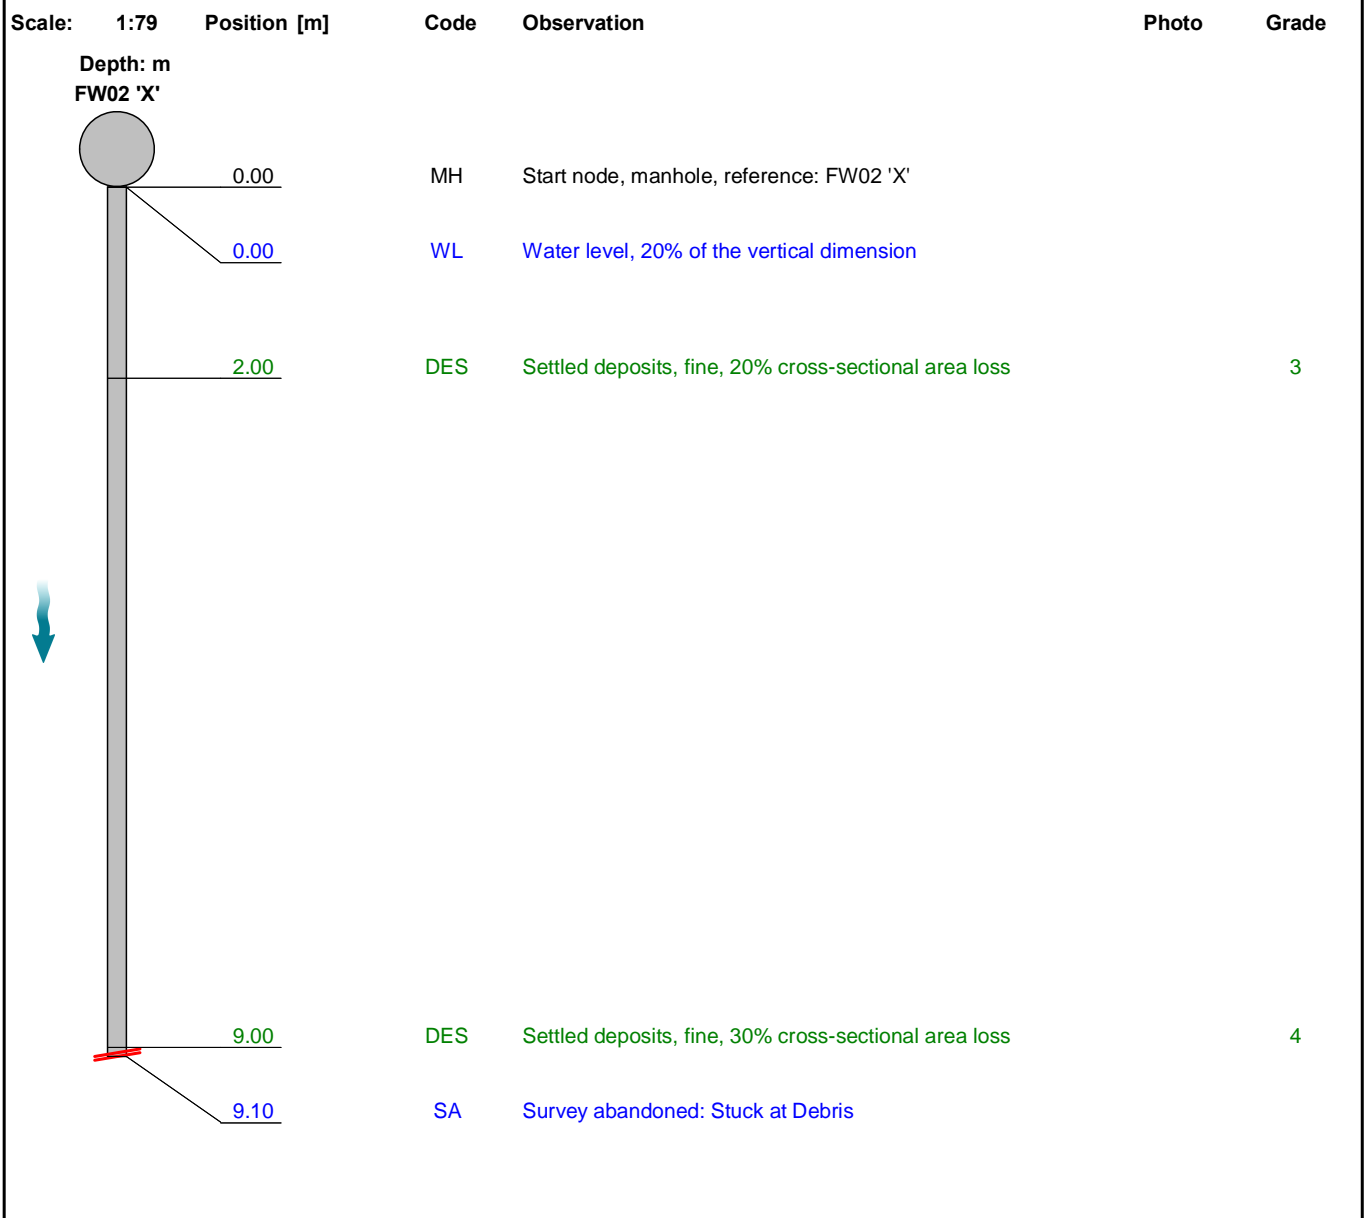 Scale: 1:79 Position [m] Code Observation Photo Grade
Depth: m
FW02 'X'
0.00 MH Start node, manhole, reference: FW02 'X'
0.00 WL Water level, 20% of the vertical dimension
2.00 DES Settled deposits, fine, 20% cross-sectional area loss 3
9.00 DES Settled deposits, fine, 30% cross-sectional area loss 4
9.10 SA Survey abandoned: Stuck at Debris